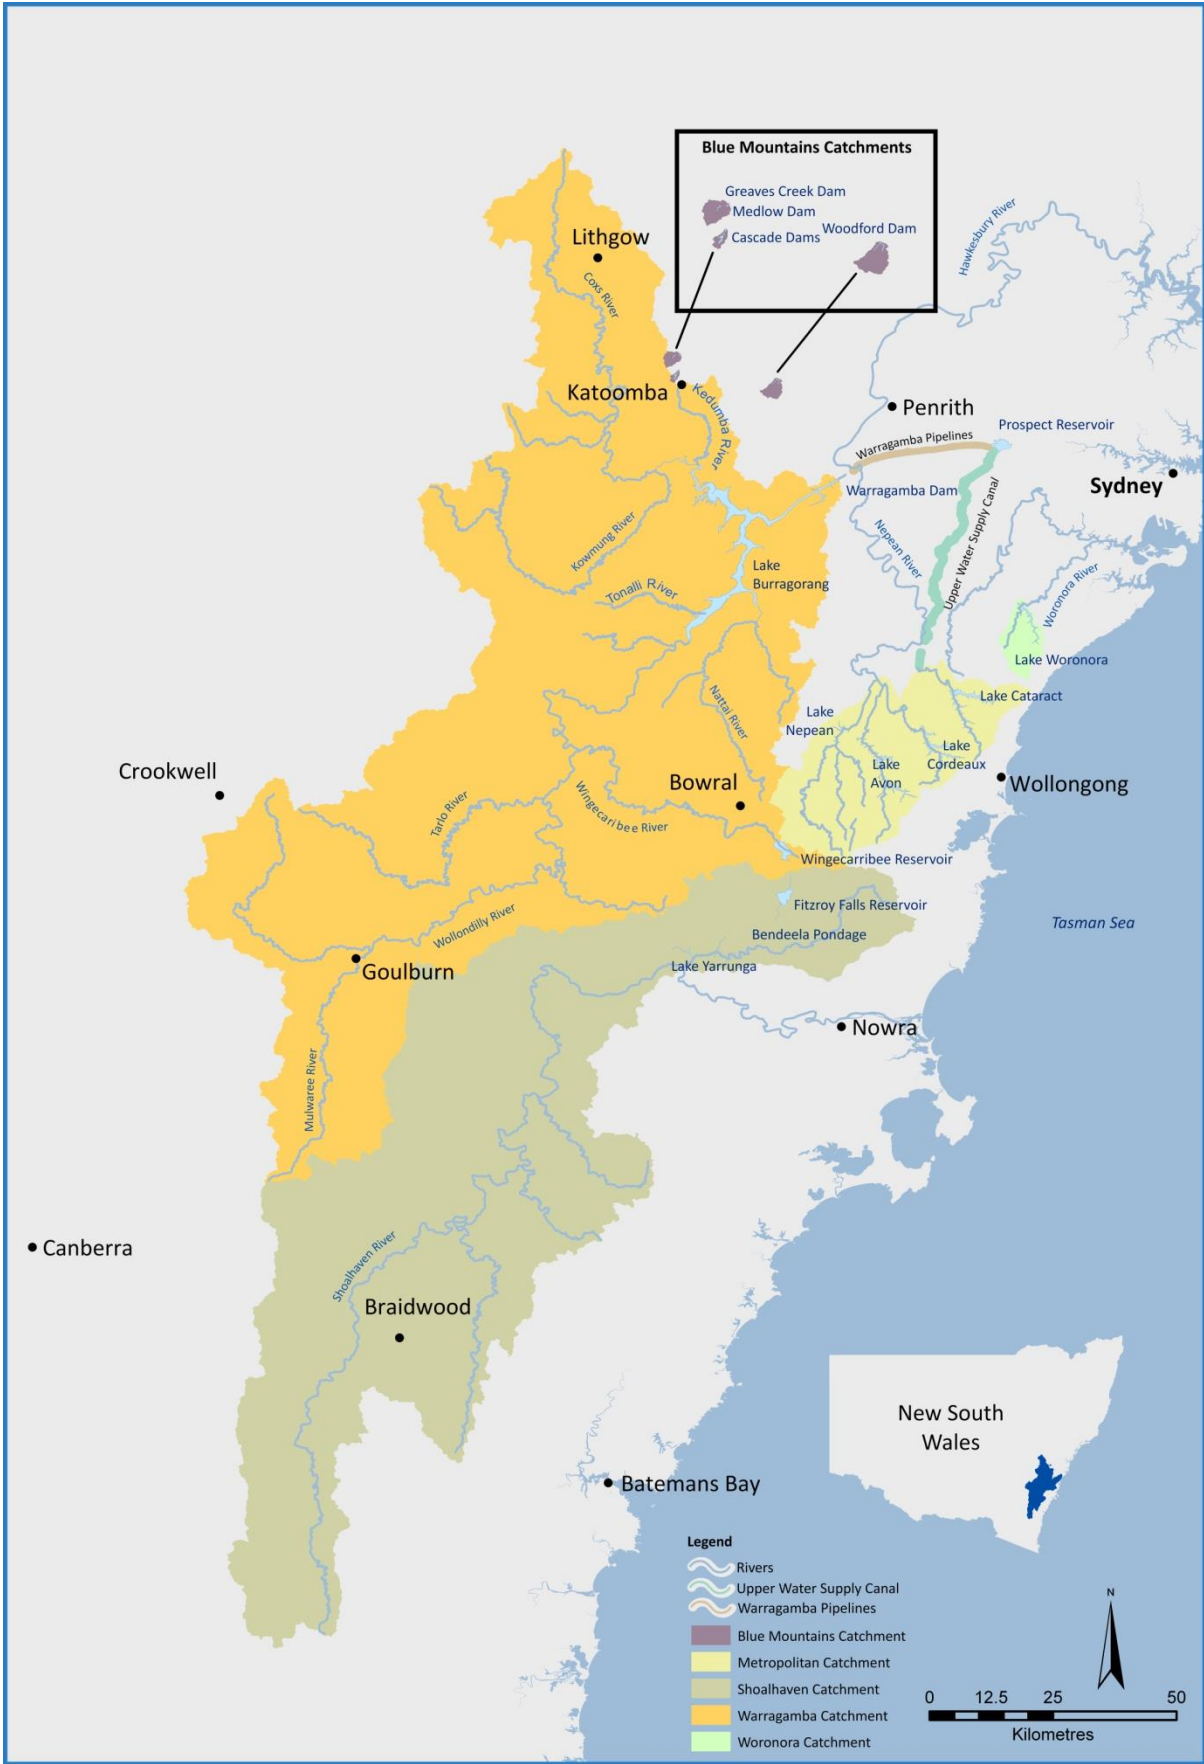 Blue Mountains Catchments
Greaves Creek Dam
Medlow Dam
Woodford Dam
Cascade Dams
Hawkesbury River
Lithgow
Coxs River
Katoomba
Kedumba River
Penrith
Prospect Reservoir
Warragamba Pipelines
Sydney
Warragamba Dam
Upper Water Supply Canal
Nepean River
Kowmung River
Lake
Burragorang
Tonalli River
Woronora River
Lake Woronora
Nattai River
Lake Cataract
Lake
Nepean
Lake
Cordeaux
Lake
Avon
Crookwell
Bowral
Wollongong
Tarlo River
Wingecaribee River
Wingecarribee Reservoir
Fitzroy Falls Reservoir
Wollondilly River
Bendeela Pondage
Tasman Sea
Goulburn
Lake Yarrunga
Nowra
Mulwaree River
Canberra
Shoalhaven River
Braidwood
New South
Wales
Batemans Bay
Legend
Rivers
Upper Water Supply Canal
Warragamba Pipelines
Blue Mountains Catchment
Metropolitan Catchment
Shoalhaven Catchment
Warragamba Catchment
Woronora Catchment
N
0 12.5 25 50
Kilometres